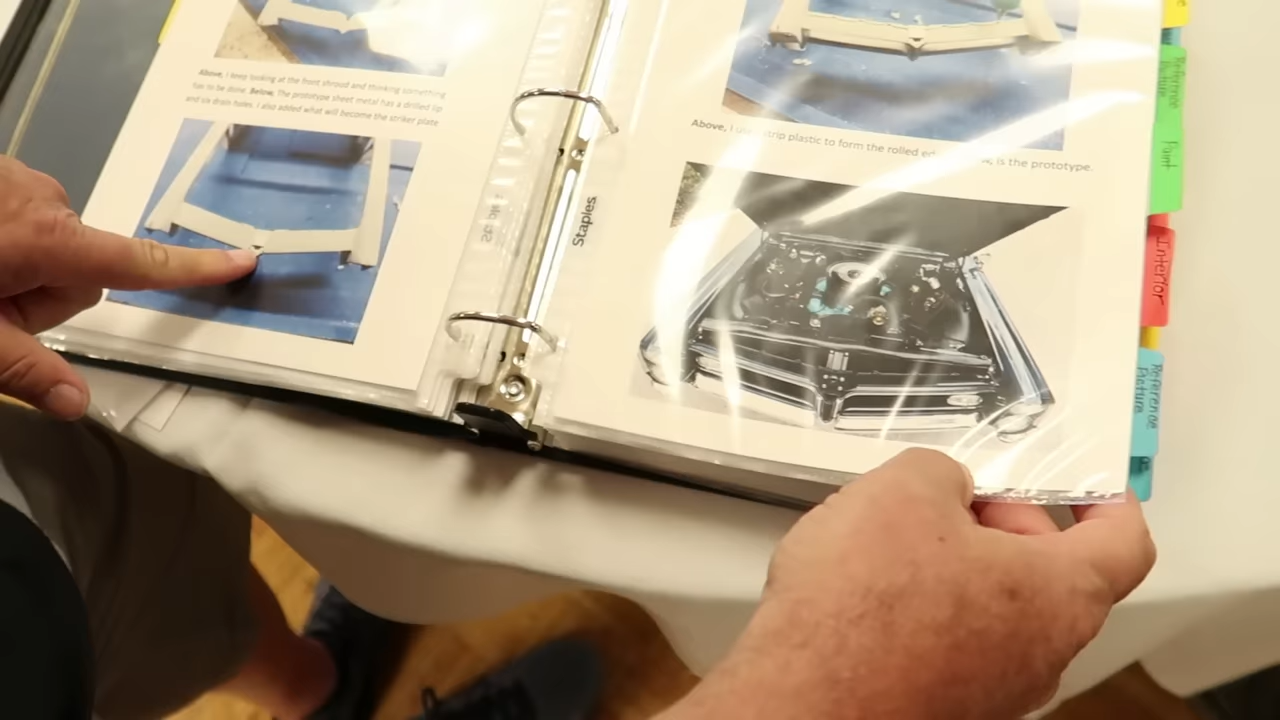 Above, I keep looking at the front shroud and thinking something
has to be done. Below, The prototype sheet metal has a drilled lip
and six drain holes. I also added what will become the striker plate
Staples
Above, I use strip plastic to form the rolled is the prototype.
Reference
Picture
Paint
Interior
Reference
Picture